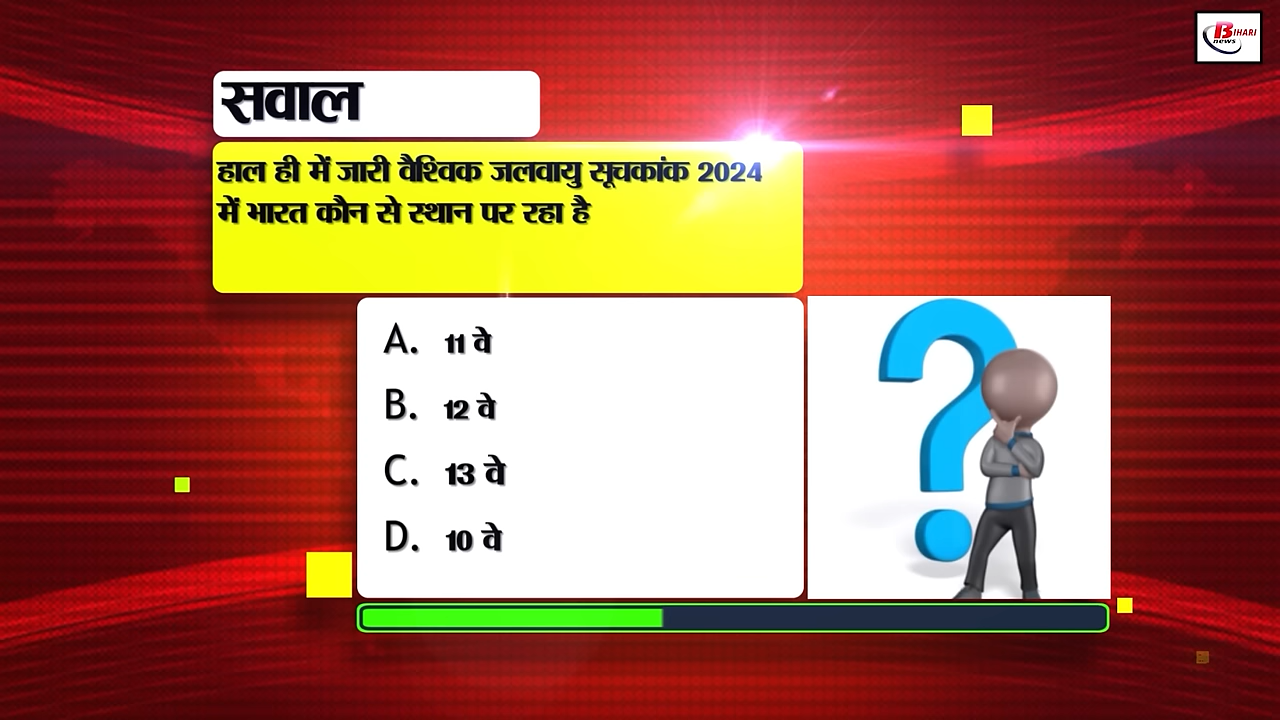 BIHARI
news
सवाल
हाल ही में जारी वैश्विक जलवायु सूचकांक 2024
में भारत कौन से स्थान पर रहा है
A. 11 वे
B. 12 वे
C. 13 वे
D. 10 वे